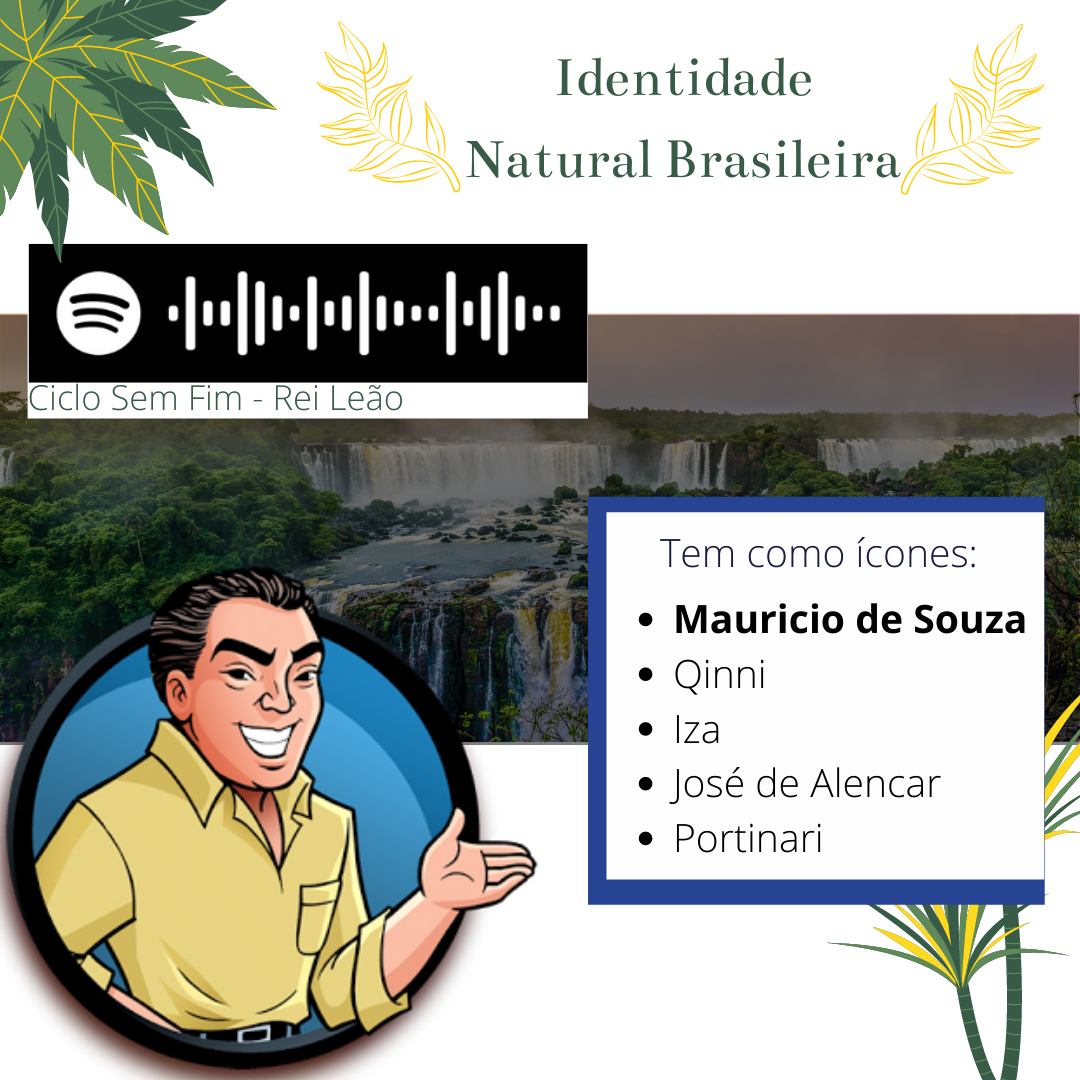 Identidade
Natural Brasileira
Ciclo Sem Fim - Rei Leão
Tem como ícones:
Mauricio de Souza
Qinni
Iza
José de Alencar
Portinari